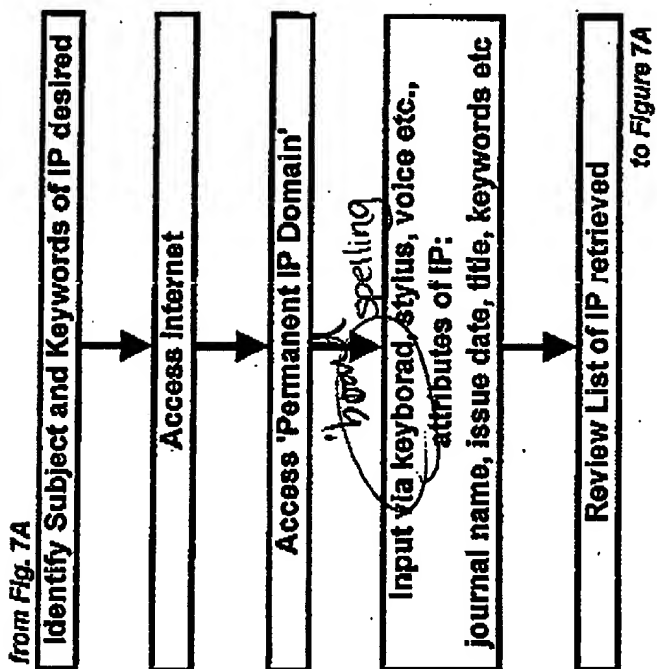 from Fig. 7A
Identify Subject and Keywords of IP desired
Access Internet
Access 'Permanent IP Domain'
spelling
"board"
Input via keyborad, stylus, voice etc.,
attributes of IP:
journal name, issue date, title, keywords etc
Review List of IP retrieved
to Figure 7A